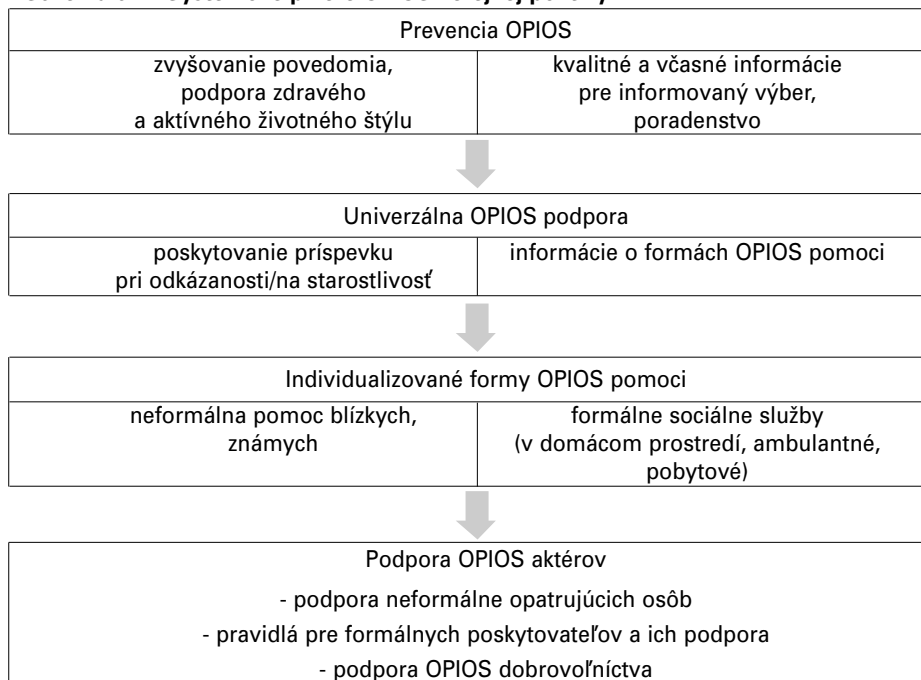 Prevencia OPIOS
zvyšovanie povedomia,
podpora zdravého
a aktívneho životného štýlu
kvalitné a včasné informácie
pre informovaný výber,
poradenstvo
Univerzálna OPIOS podpora
poskytovanie príspevku
pri odkázanosti/na starostlivosť
informácie o formách OPIOS pomoci
Individualizované formy OPIOS pomoci
neformálna pomoc blízkych,
známych
formálne sociálne služby
(v domácom prostredí, ambulantné,
pobytové)
Podpora OPIOS aktérov
- podpora neformálne opatrujúcich osôb
- pravidlá pre formálnych poskytovateľov a ich podpora
- podpora OPIOS dobrovoľníctva